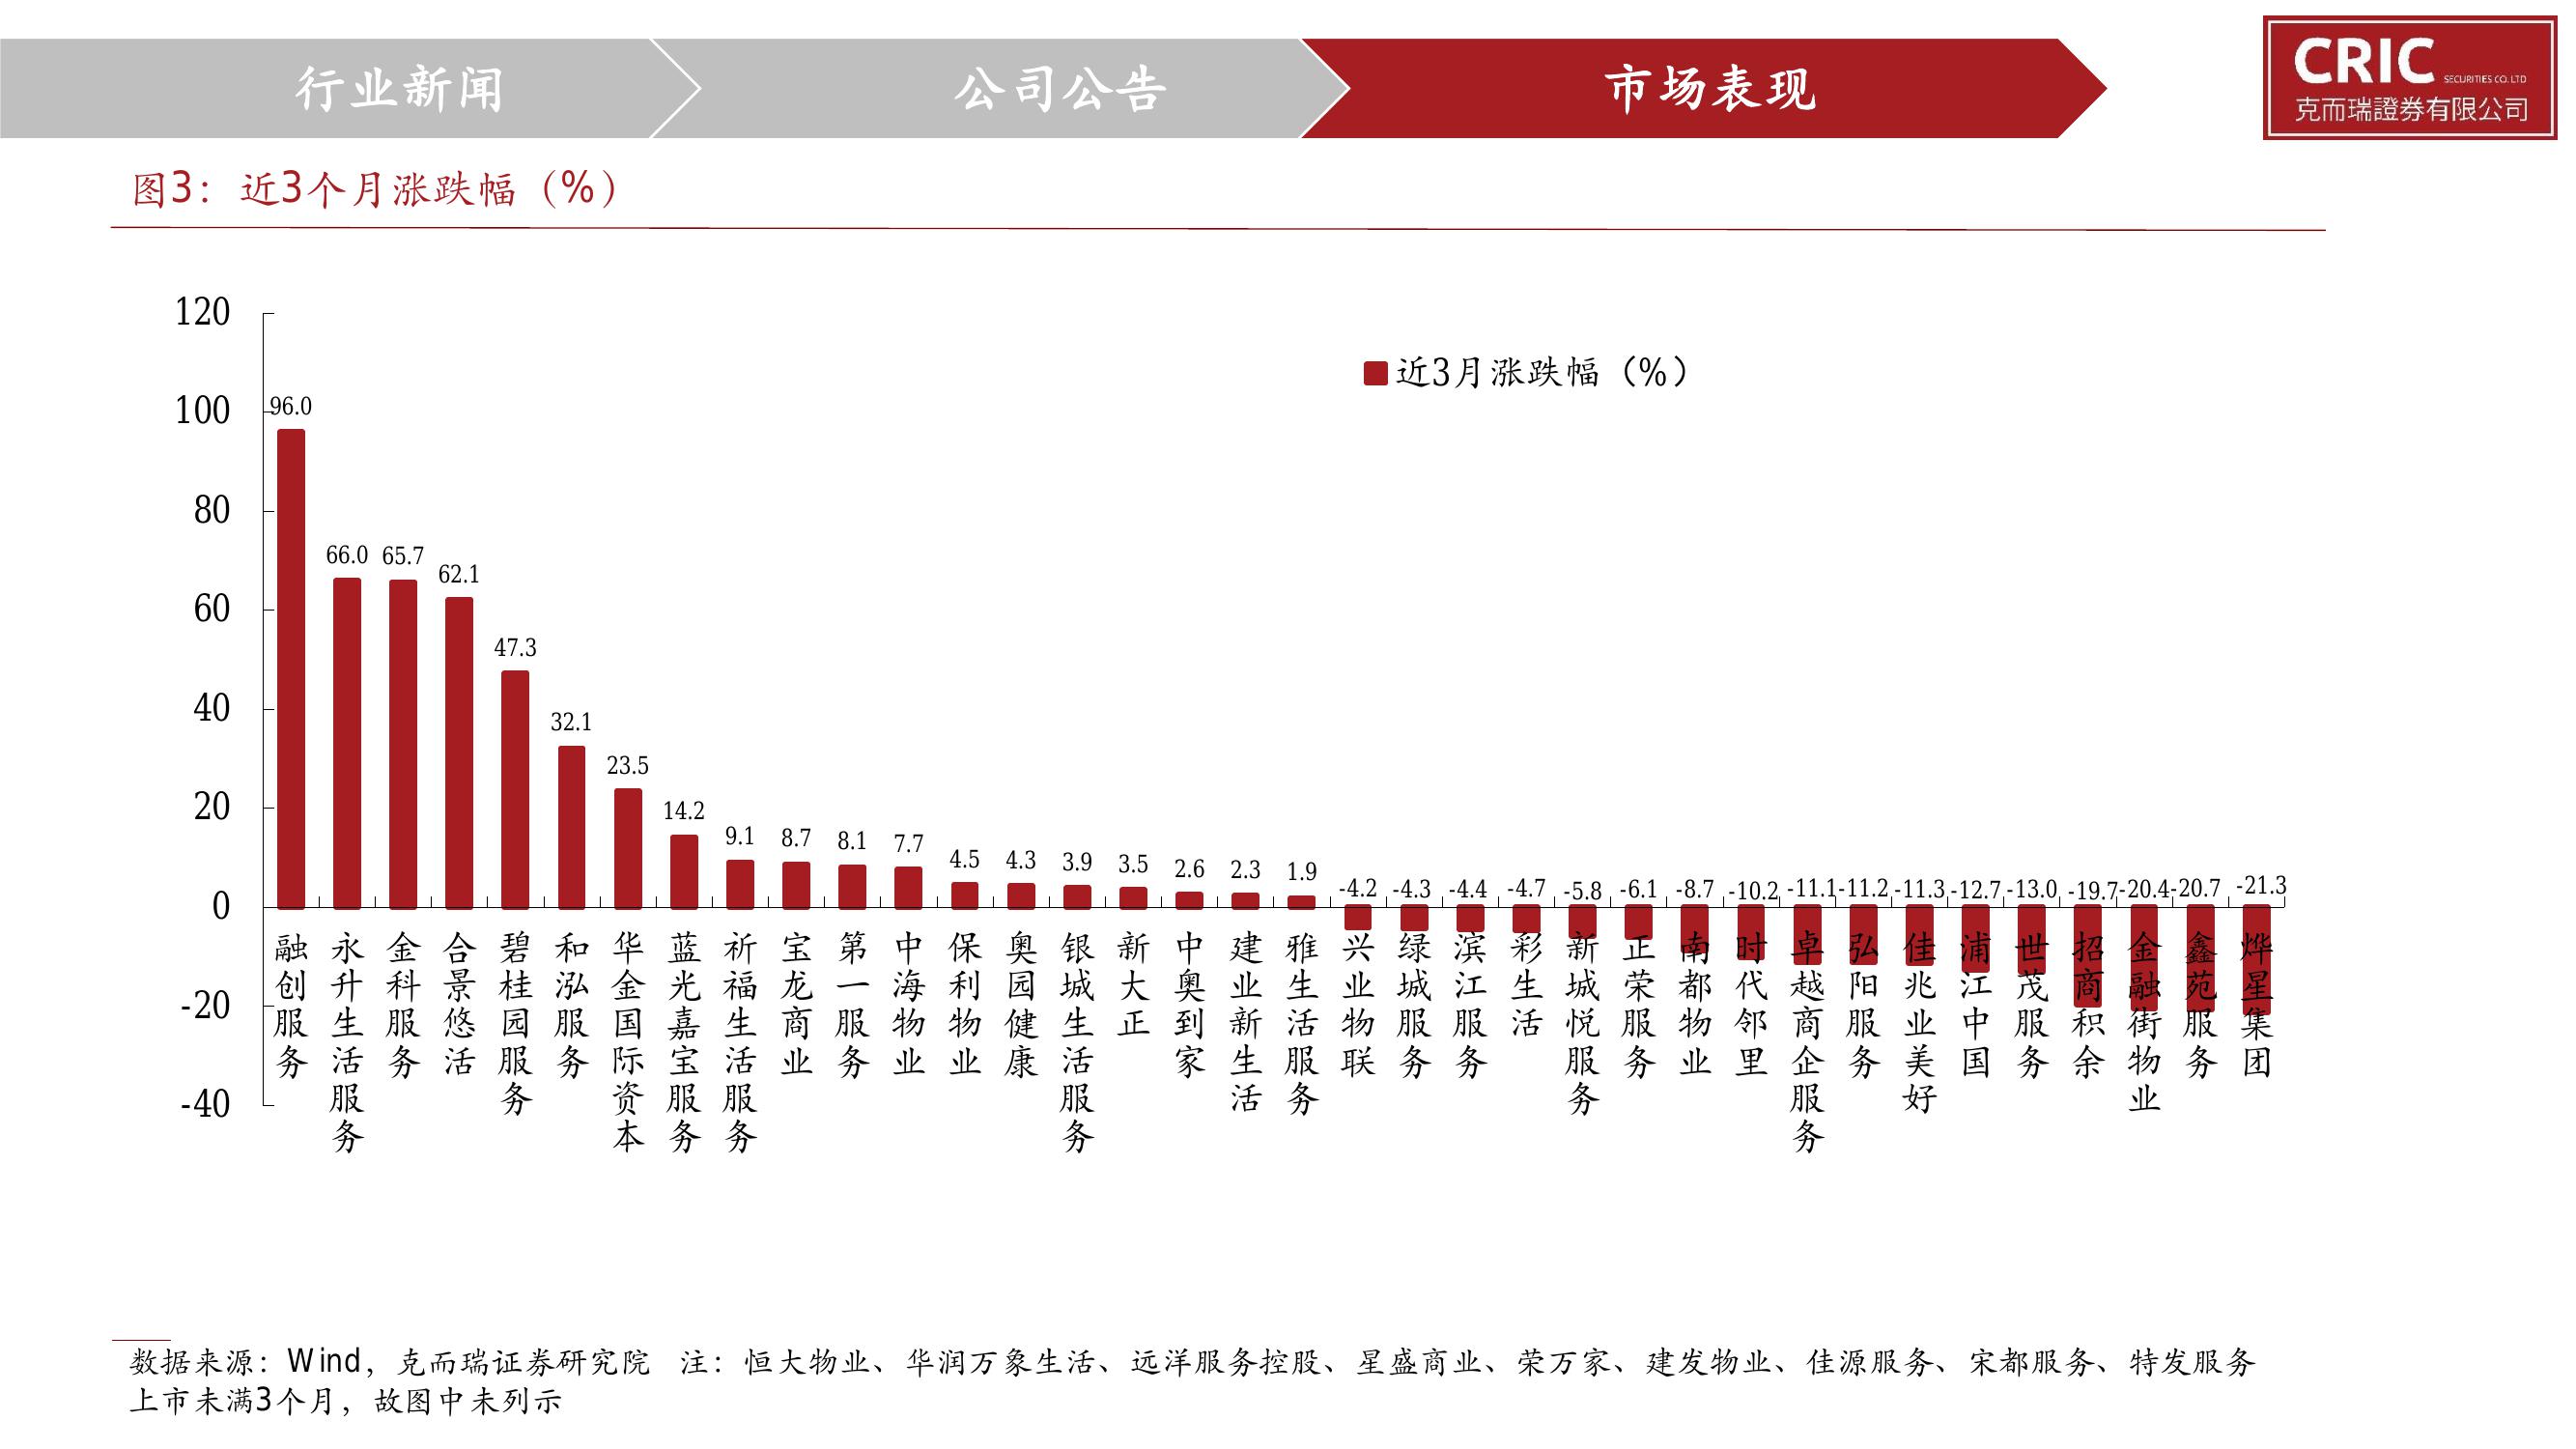 行业新闻
公司公告
市场表现
CRIC SECURITIES CO. LTD
克而瑞證券有限公司
图3：近3个月涨跌幅（%）
近3月涨跌幅（%）
120
100
80
60
40
20
0
-20
-40
96.0
66.0
65.7
62.1
47.3
32.1
23.5
14.2
9.1
8.7
8.1
7.7
4.5
4.3
3.9
3.5
2.6
2.3
1.9
-4.2
-4.3
-4.4
-4.7
-5.8
-6.1
-8.7
-10.2
-11.1
-11.2
-11.3
-12.7
-13.0
-19.7
-20.4
-20.7
-21.3
融创服务
永升生活服务
金科服务
合景悠活
碧桂园服务
和泓服务
华金国际资本
蓝光嘉宝服务
祈福生活服务
宝龙商业
第一服务
中海物业
保利物业
奥园健康
银城生活服务
新大正
中奥到家
建业新生活
雅生活服务
兴业物联
绿城服务
滨江服务
彩生活
新城悦服务
正荣服务
南都物业
时代邻里
卓越商企服务
弘阳服务
佳兆业美好
浦江中国
世茂服务
招商积余
金融街物业
鑫苑服务
烨星集团
数据来源：Wind，克而瑞证券研究院 注：恒大物业、华润万象生活、远洋服务控股、星盛商业、荣万家、建发物业、佳源服务、宋都服务、特发服务
上市未满3个月，故图中未列示